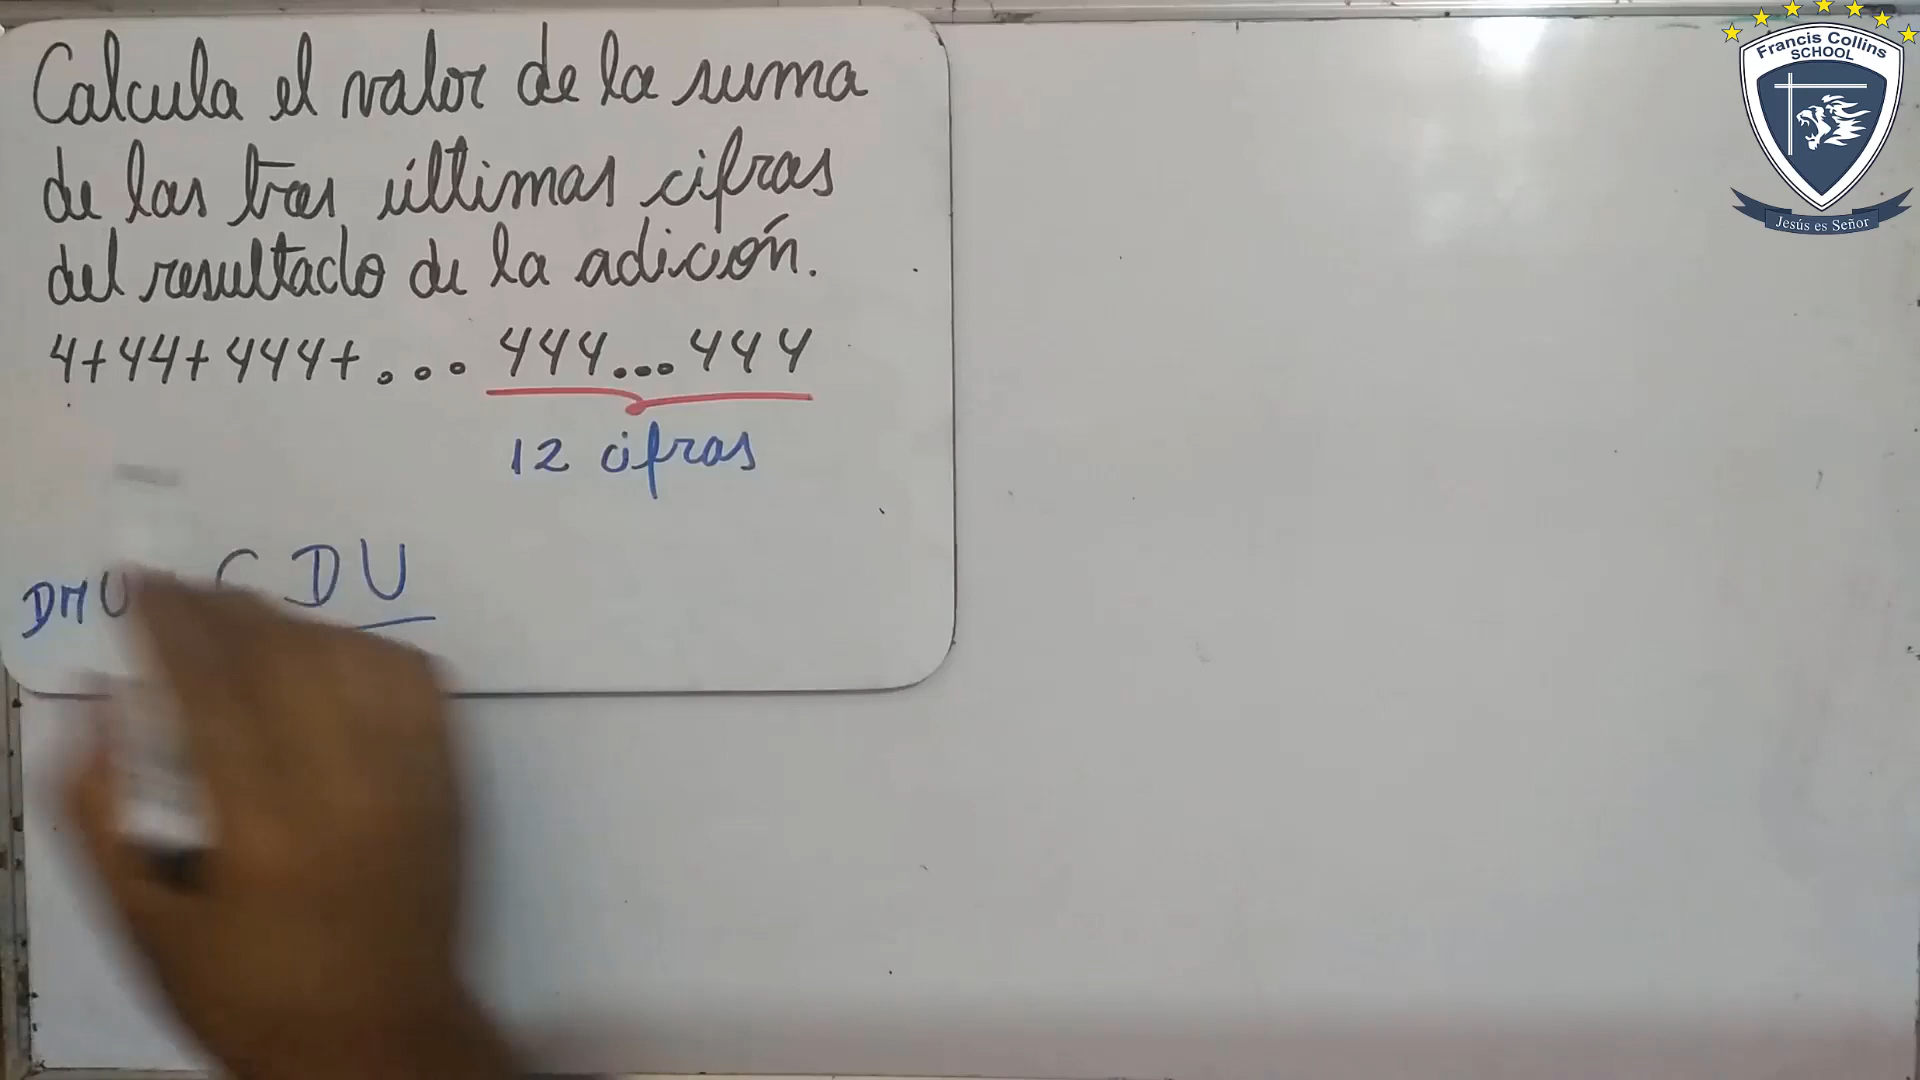 Calcula el valor de la suma
de las tres últimas cifras
del resultado de la adición.
4+44+444+... 444...444
12 cifras
DM U C D U
Francis Collins
SCHOOL
Jesús es Señor